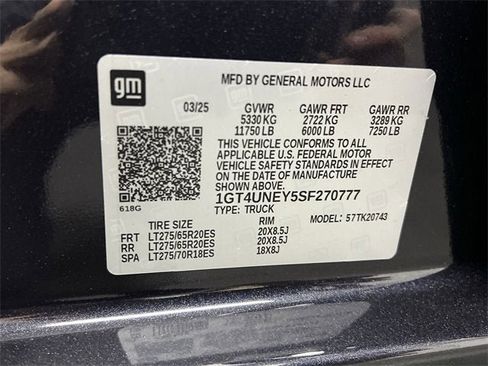 gm
MFD BY GENERAL MOTORS LLC
03/25 GVWR GAWR FRT GAWR RR
5330 KG 2722 KG 3289 KG
11750 LB 6000 LB 7250 LB
THIS VEHICLE CONFORMS TO ALL
APPLICABLE U.S. FEDERAL MOTOR
VEHICLE SAFETY STANDARDS IN EFFECT
ON THE DATE OF MANUFACTURE
SHOWN ABOVE.
1GT4UNEY5SF270777
618G TYPE: TRUCK MODEL: 57TK20743
TIRE SIZE RIM
FRT LT275/65R20ES 20X8.5J
RR LT275/65R20ES 20X8.5J
SPA LT275/70R18ES 18X8J